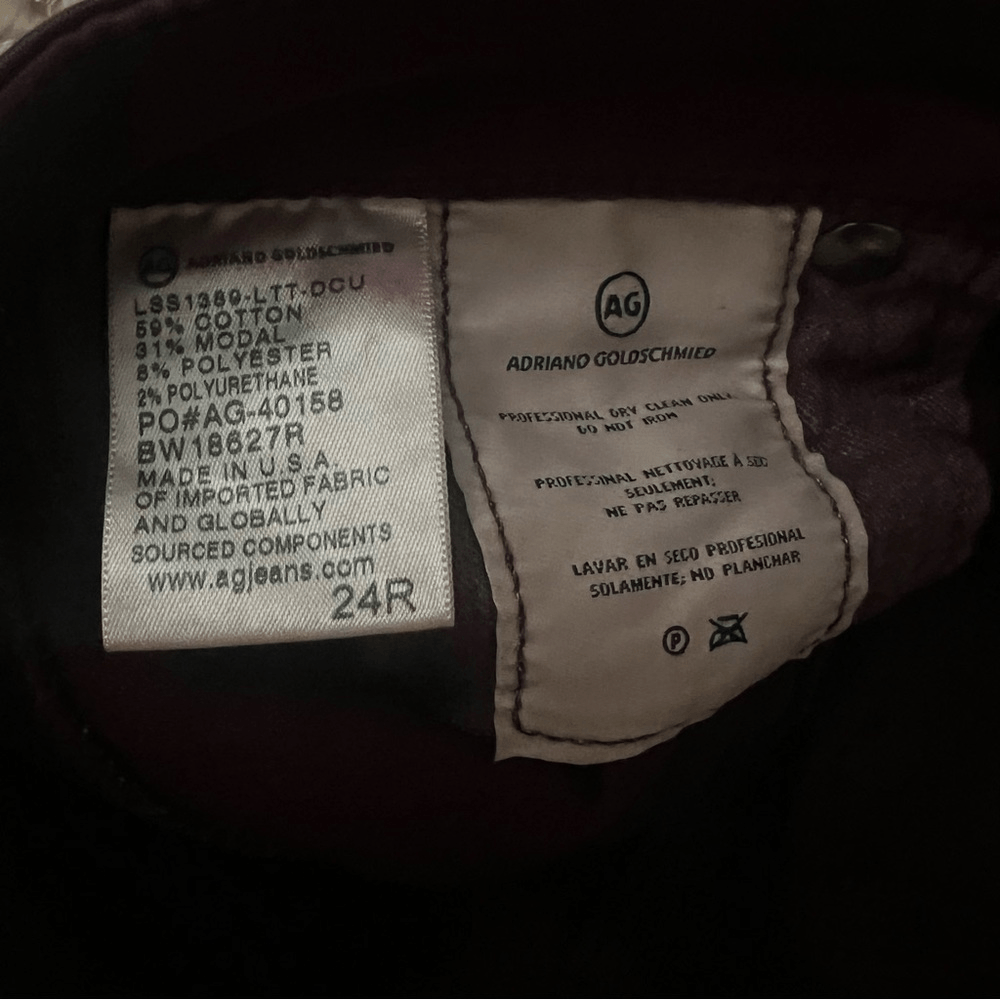 AG ADRIANO GOLDSCHMIED
LSS1389-LTT-DCU
59% COTTON
31% MODAL
8% POLYESTER
2% POLYURETHANE
PO#AG-40158
BW18627R
MADE IN U.S.A.
OF IMPORTED FABRIC
AND GLOBALLY
SOURCED COMPONENTS
www.agjeans.com
24R
AG
ADRIANO GOLDSCHMIED
PROFESSIONAL DRY CLEAN ONLY
DO NOT IRON
PROFESSINAL NETTOYAGE À SEC
SEULEMENT;
NE PAS REPASSER
LAVAR EN SECO PROFESIONAL
SOLAMENTE; NO PLANCHAR
P